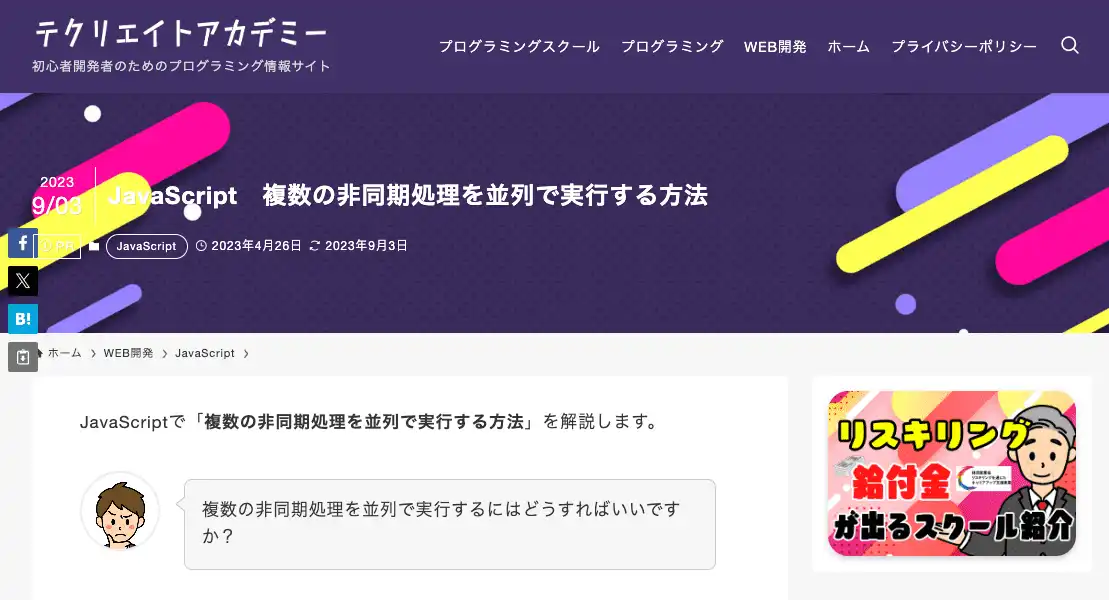 テクリエイトアカデミー
初心者開発者のためのプログラミング情報サイト
プログラミングスクール プログラミング WEB開発 ホーム プライバシーポリシー
2023
9/03
JavaScript 複数の非同期処理を並列で実行する方法
PR JavaScript 2023年4月26日 2023年9月3日
B!
ホーム WEB開発 JavaScript
JavaScriptで「複数の非同期処理を並列で実行する方法」を解説します。
複数の非同期処理を並列で実行するにはどうすればいいです
か？
リスキリング
給付金
が出るスクール紹介